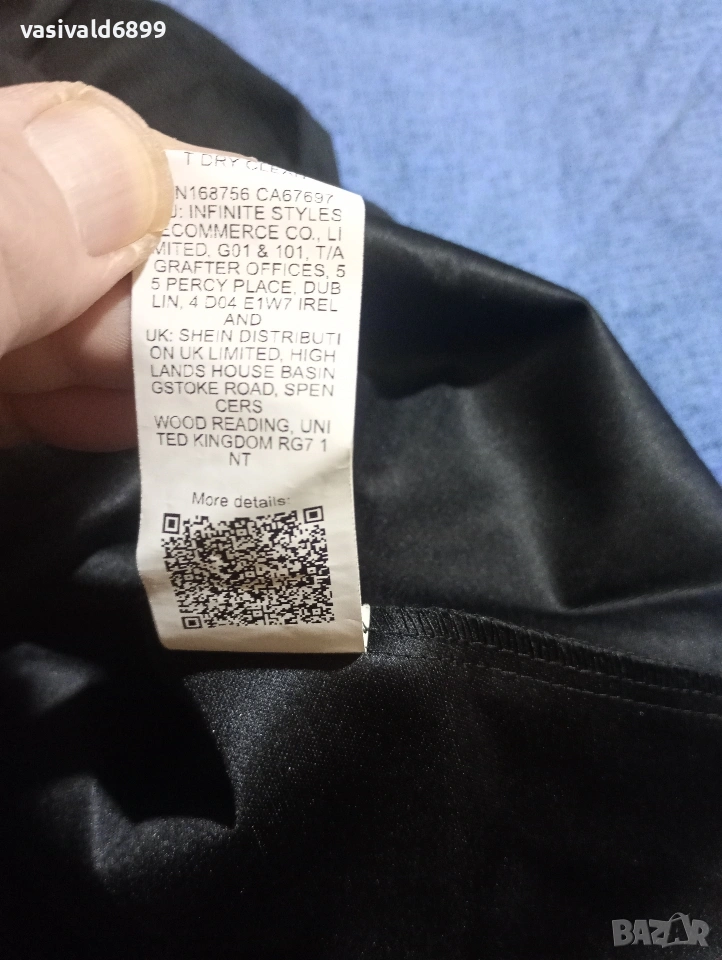 vasivald6899
T DRY CLEAN
N168756 CA67697
U: INFINITE STYLES
ECOMMERCE CO., LI
MITED, G01 & 101, T/A
GRAFTER OFFICES, 5
5 PERCY PLACE, DUB
LIN, 4 D04 E1W7 IREL
AND
UK: SHEIN DISTRIBUTI
ON UK LIMITED, HIGH
LANDS HOUSE BASIN
GSTOKE ROAD, SPEN
CERS
WOOD READING, UNI
TED KINGDOM RG7 1
NT
More details:
BAZAR